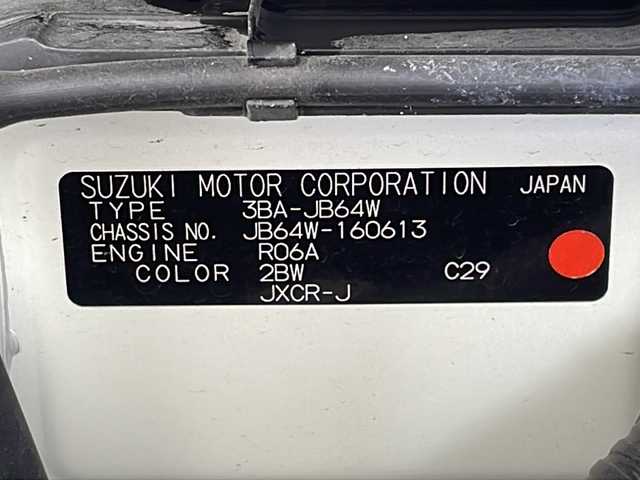 SUZUKI MOTOR CORPORATION JAPAN
TYPE 3BA-JB64W
CHASSIS NO. JB64W-160613
ENGINE R06A
COLOR 2BW C29
JXCR-J